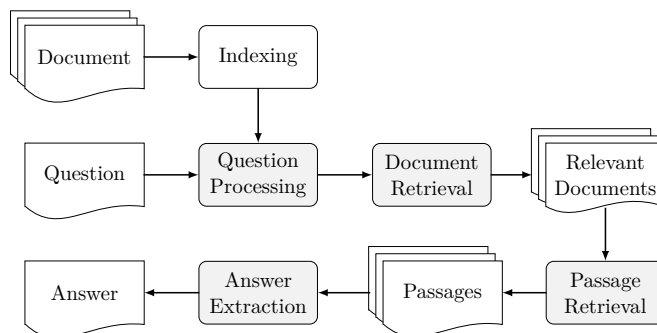 Document
Indexing
Question
Question
Processing
Document
Retrieval
Relevant
Documents
Answer
Answer
Extraction
Passages
Passage
Retrieval